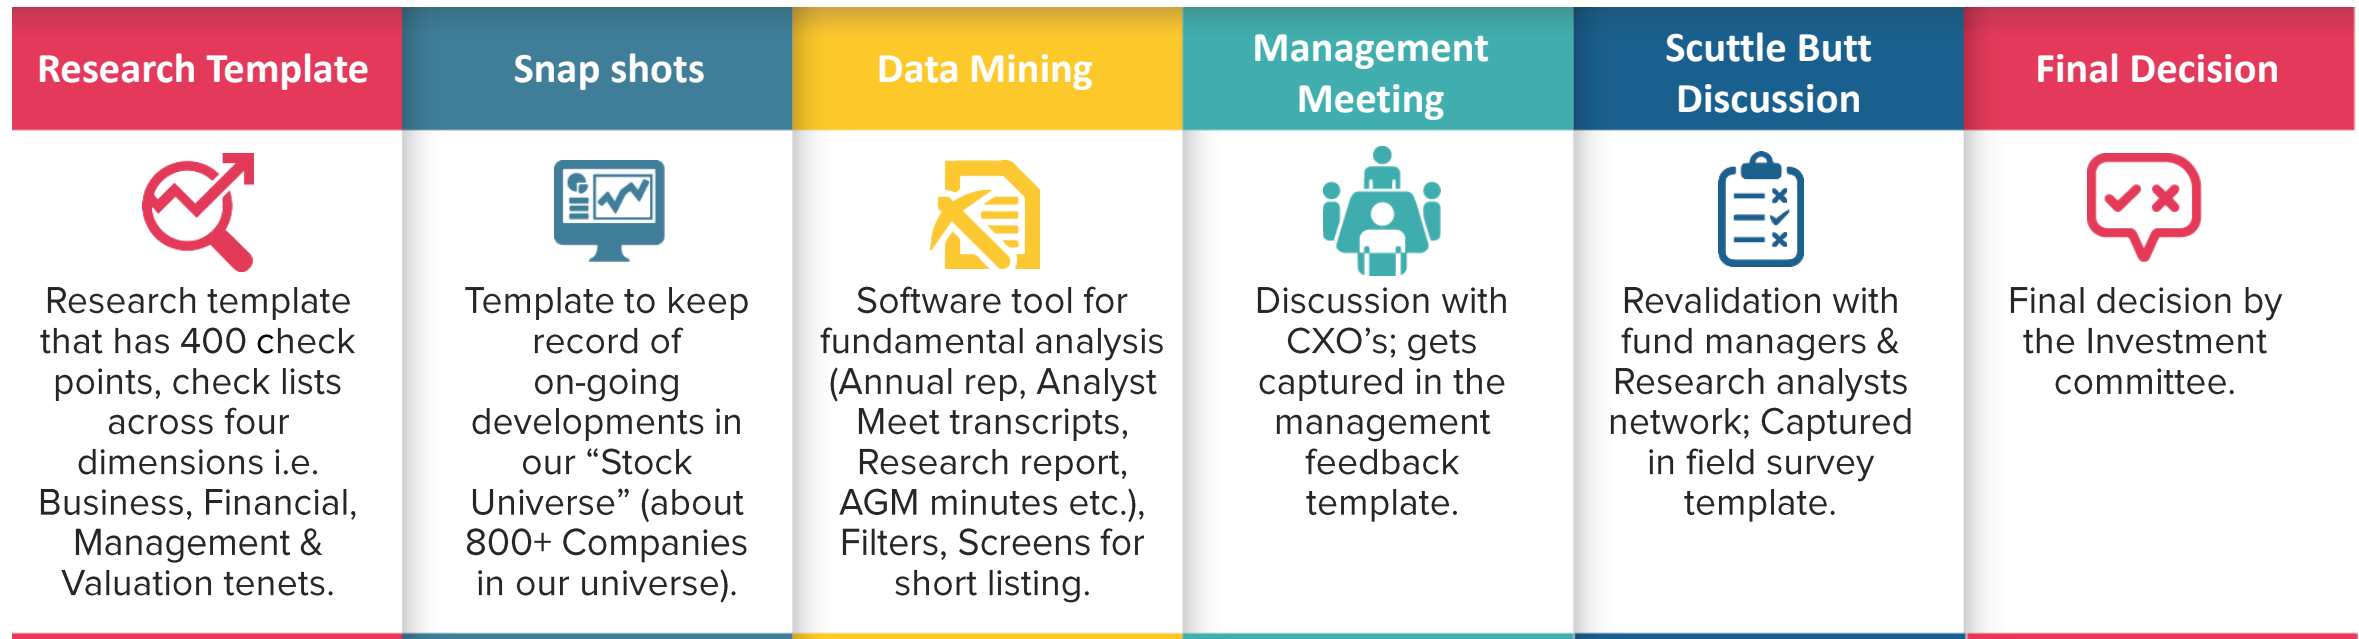 Research Template
Research template
that has 400 check
points, check lists
across four
dimensions i.e.
Business, Financial,
Management &
Valuation tenets.
Snap shots
Template to keep
record of
on-going
developments in
our “Stock
Universe” (about
800+ Companies
in our universe).
Data Mining
Software tool for
fundamental analysis
(Annual rep, Analyst
Meet transcripts,
Research report,
AGM minutes etc.),
Filters, Screens for
short listing.
Management
Meeting
Discussion with
CXO’s; gets
captured in the
management
feedback
template.
Scuttle Butt
Discussion
Revalidation with
fund managers &
Research analysts
network; Captured
in field survey
template.
Final Decision
Final decision by
the Investment
committee.